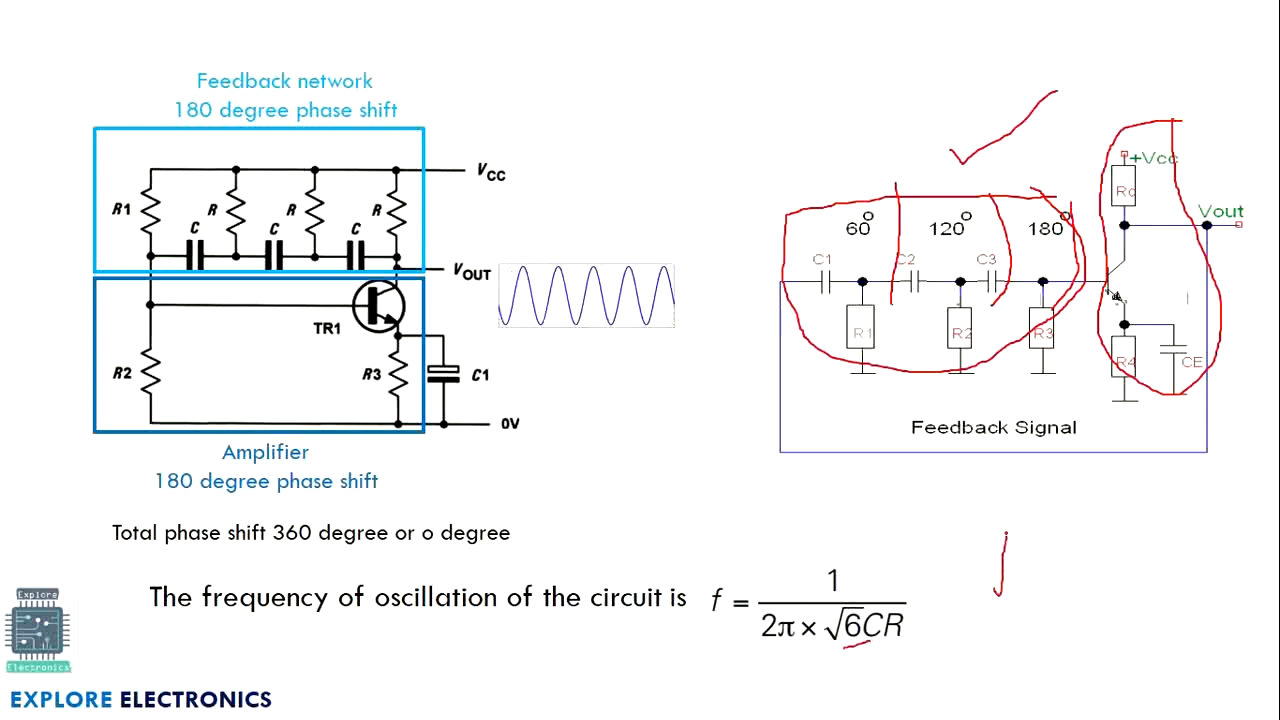 Feedback network
180 degree phase shift
VCC
R1
R
R
R
C
C
C
VOUT
TR1
R2
R3
C1
0V
Amplifier
180 degree phase shift
Total phase shift 360 degree or o degree
The frequency of oscillation of the circuit is f = 1 / 2π × √6CR
+Vcc
Vout
60°
120°
180°
C1
C2
C3
R1
R2
R3
R4
CE
Feedback Signal
Explore
Electronics
EXPLORE ELECTRONICS